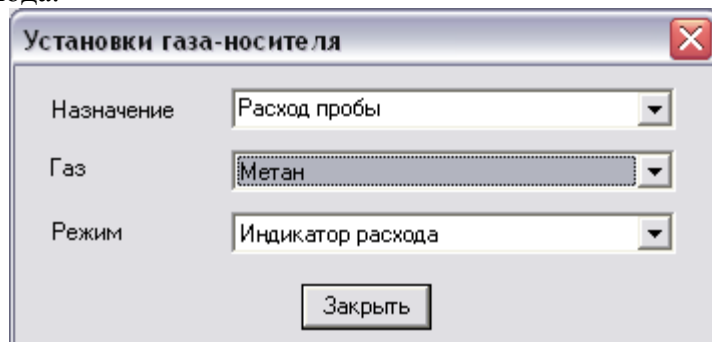 Установки газа-носителя
Назначение Расход пробы
Газ Метан
Режим Индикатор расхода
Закрыть